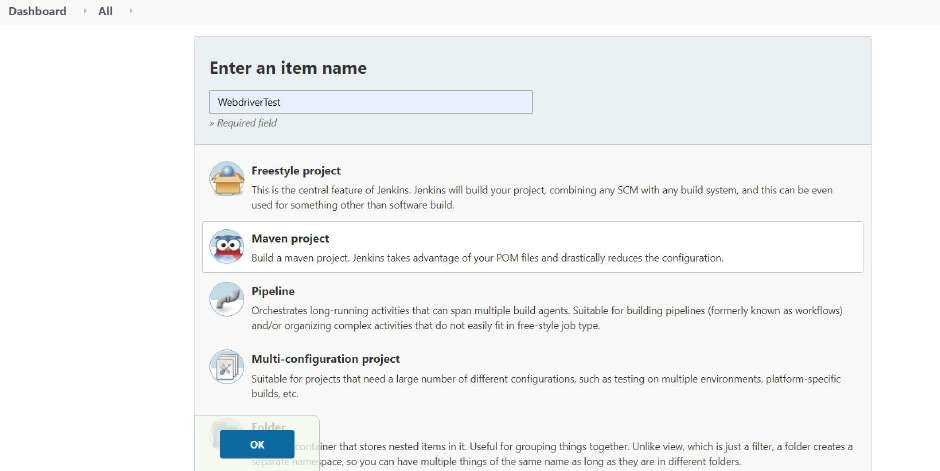 Dashboard All
Enter an item name
WebdriverTest
» Required field
Freestyle project
This is the central feature of Jenkins. Jenkins will build your project, combining any SCM with any build system, and this can be even
used for something other than software build.
Maven project
Build a maven project. Jenkins takes advantage of your POM files and drastically reduces the configuration.
Pipeline
Orchestrates long-running activities that can span multiple build agents. Suitable for building pipelines (formerly known as workflows)
and/or organizing complex activities that do not easily fit in free-style job type.
Multi-configuration project
Suitable for projects that need a large number of different configurations, such as testing on multiple environments, platform-specific
builds, etc.
Folder
OK
that stores nested items in it. Useful for grouping things together. Unlike view, which is just a filter, a folder creates a
separate namespace, so you can have multiple things of the same name as long as they are in different folders.